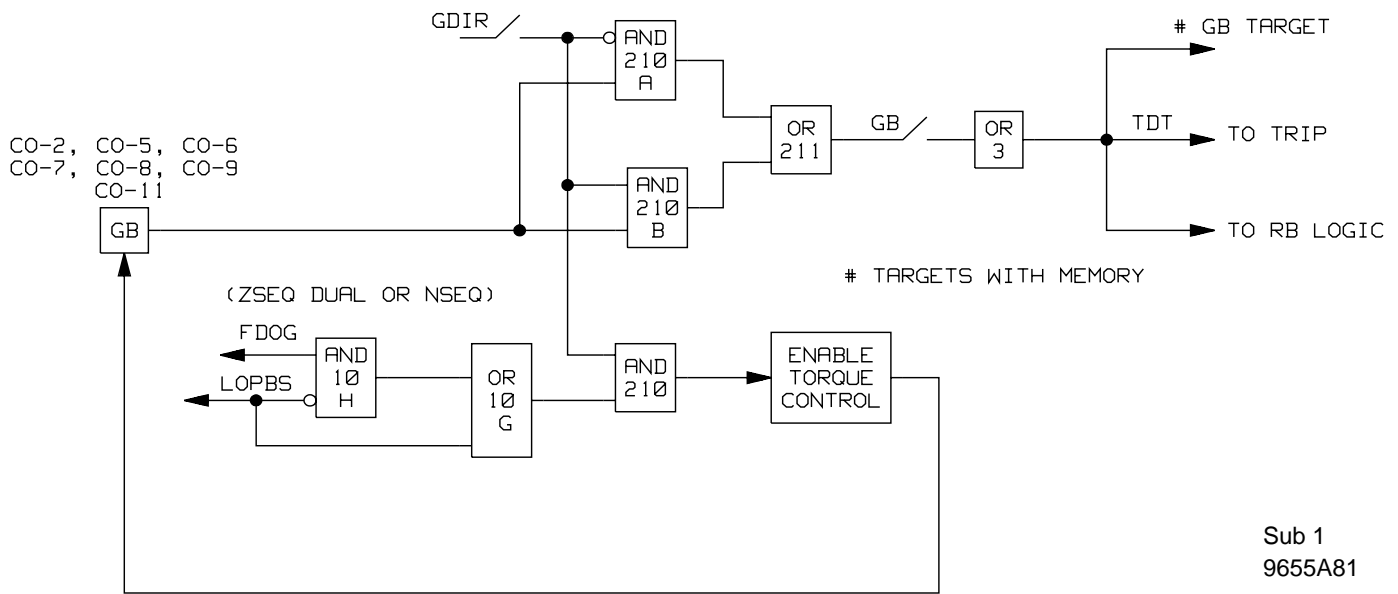 # GB TARGET
GDIR
AND
210
A
OR
211
GB
OR
3
TDT
TO TRIP
CO-2, CO-5, CO-6
CO-7, CO-8, CO-9
CO-11
GB
AND
210
B
TO RB LOGIC
# TARGETS WITH MEMORY
(ZSEQ DUAL OR NSEQ)
FDOG
LOPBS
AND
10
H
OR
10
G
AND
210
ENABLE
TORQUE
CONTROL
Sub 1
9655A81